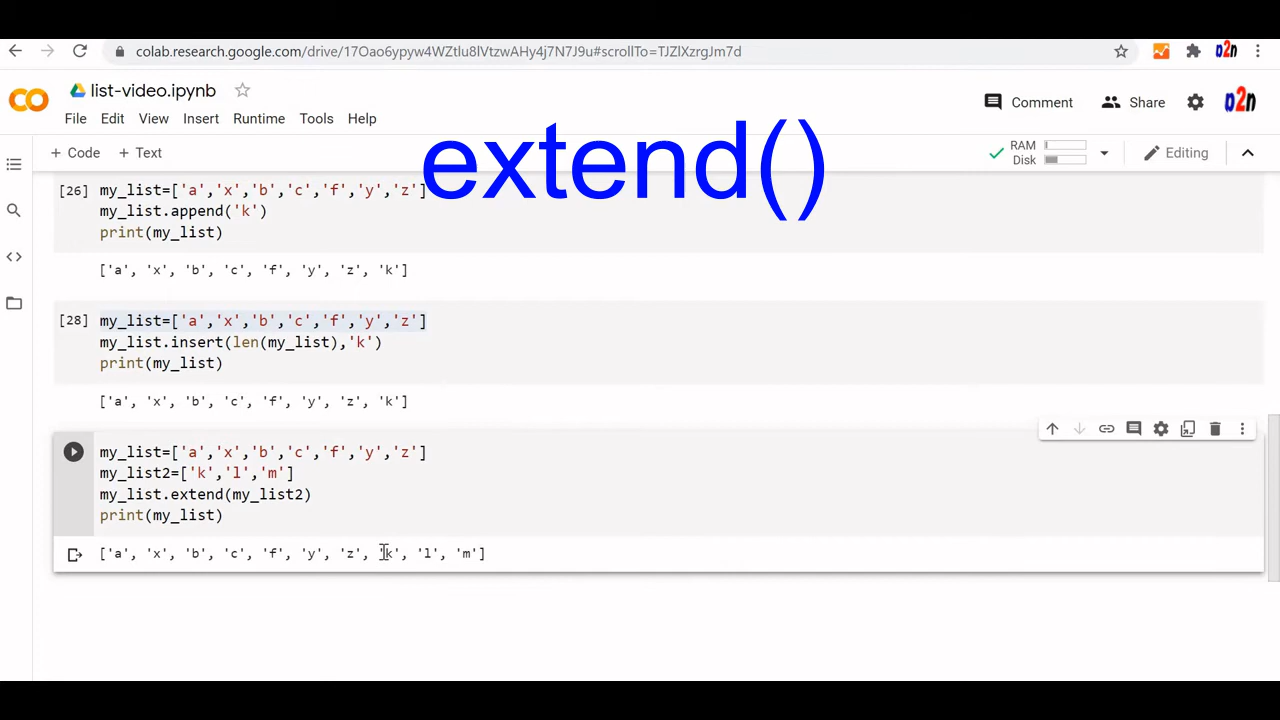 colab.research.google.com/drive/17Oao6ypyw4WZtlu8lVtzwAHy4j7N7J9u#scrollTo=TJZlXzrgJm7d
list-video.ipynb
Comment
Share
File Edit View Insert Runtime Tools Help
extend()
+ Code + Text
RAM
Disk
Editing
[26] my_list=['a','x','b','c','f','y','z']
my_list.append('k')
print(my_list)
['a', 'x', 'b', 'c', 'f', 'y', 'z', 'k']
[28] my_list=['a','x','b','c','f','y','z']
my_list.insert(len(my_list),'k')
print(my_list)
['a', 'x', 'b', 'c', 'f', 'y', 'z', 'k']
my_list=['a','x','b','c','f','y','z']
my_list2=['k','l','m']
my_list.extend(my_list2)
print(my_list)
['a', 'x', 'b', 'c', 'f', 'y', 'z', 'k', 'l', 'm']